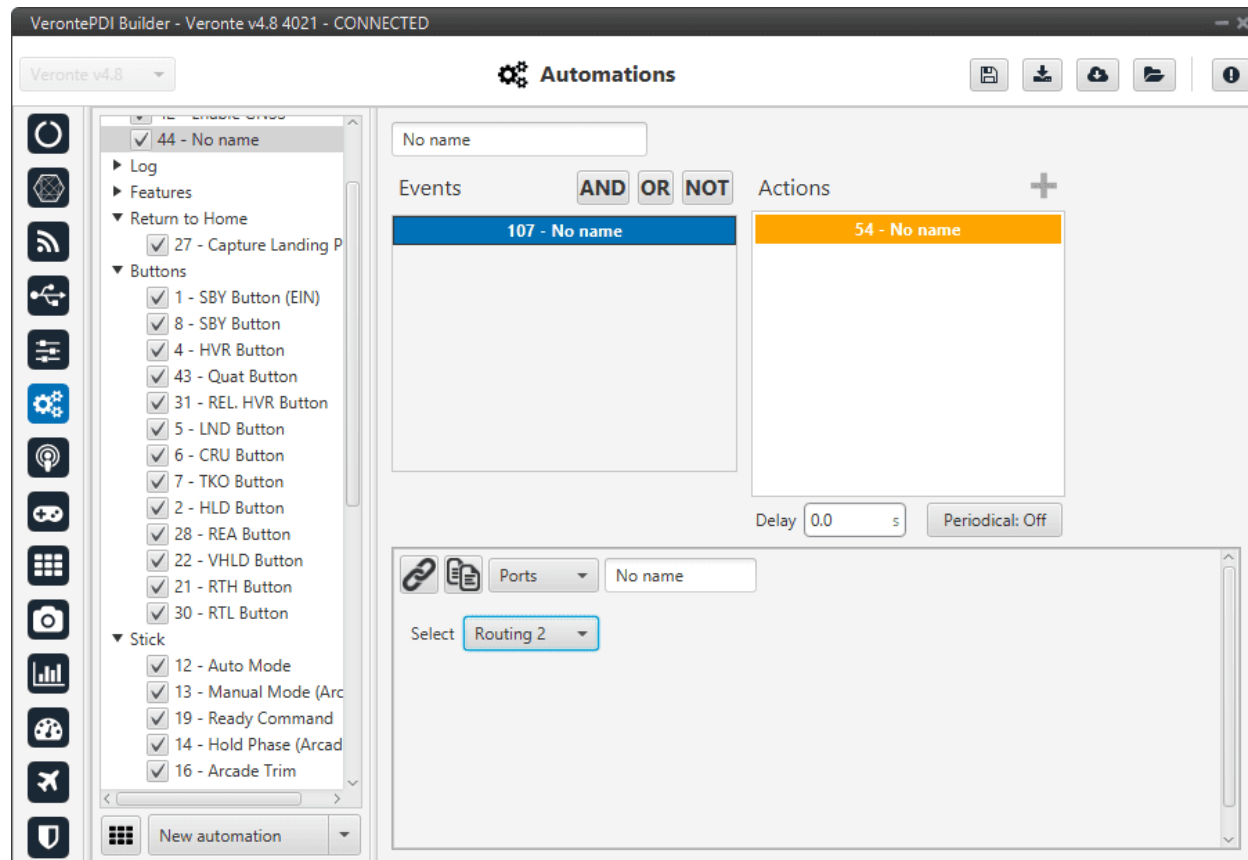 VerontePDI Builder - Veronte v4.8 4021 - CONNECTED
Veronte v4.8
Automations
12 - Enable GNSS
44 - No name
Log
Features
Return to Home
27 - Capture Landing P
Buttons
1 - SBY Button (EIN)
8 - SBY Button
4 - HVR Button
43 - Quat Button
31 - REL. HVR Button
5 - LND Button
6 - CRU Button
7 - TKO Button
2 - HLD Button
28 - REA Button
22 - VHLD Button
21 - RTH Button
30 - RTL Button
Stick
12 - Auto Mode
13 - Manual Mode (Arc
19 - Ready Command
14 - Hold Phase (Arcad
16 - Arcade Trim
New automation
No name
Events AND OR NOT
107 - No name
Actions
54 - No name
Delay 0.0 s Periodical: Off
Ports No name
Select Routing 2